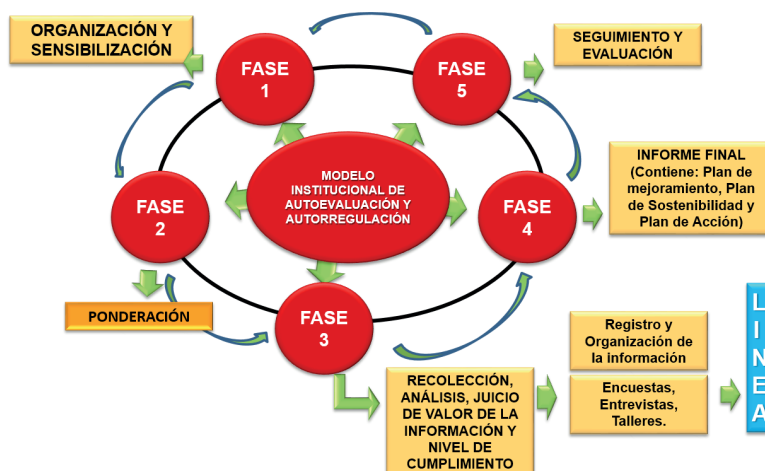 ORGANIZACIÓN Y
SENSIBILIZACIÓN
FASE
1
FASE
5
SEGUIMIENTO Y
EVALUACIÓN
MODELO
INSTITUCIONAL DE
AUTOEVALUACIÓN Y
AUTORREGULACIÓN
FASE
2
FASE
4
INFORME FINAL
(Contiene: Plan de
mejoramiento, Plan
de Sostenibilidad y
Plan de Acción)
PONDERACIÓN
FASE
3
RECOLECCIÓN,
ANÁLISIS, JUICIO
DE VALOR DE LA
INFORMACIÓN Y
NIVEL DE
CUMPLIMIENTO
Registro y
Organización de
la información
Encuestas,
Entrevistas,
Talleres.
L
I
N
E
A